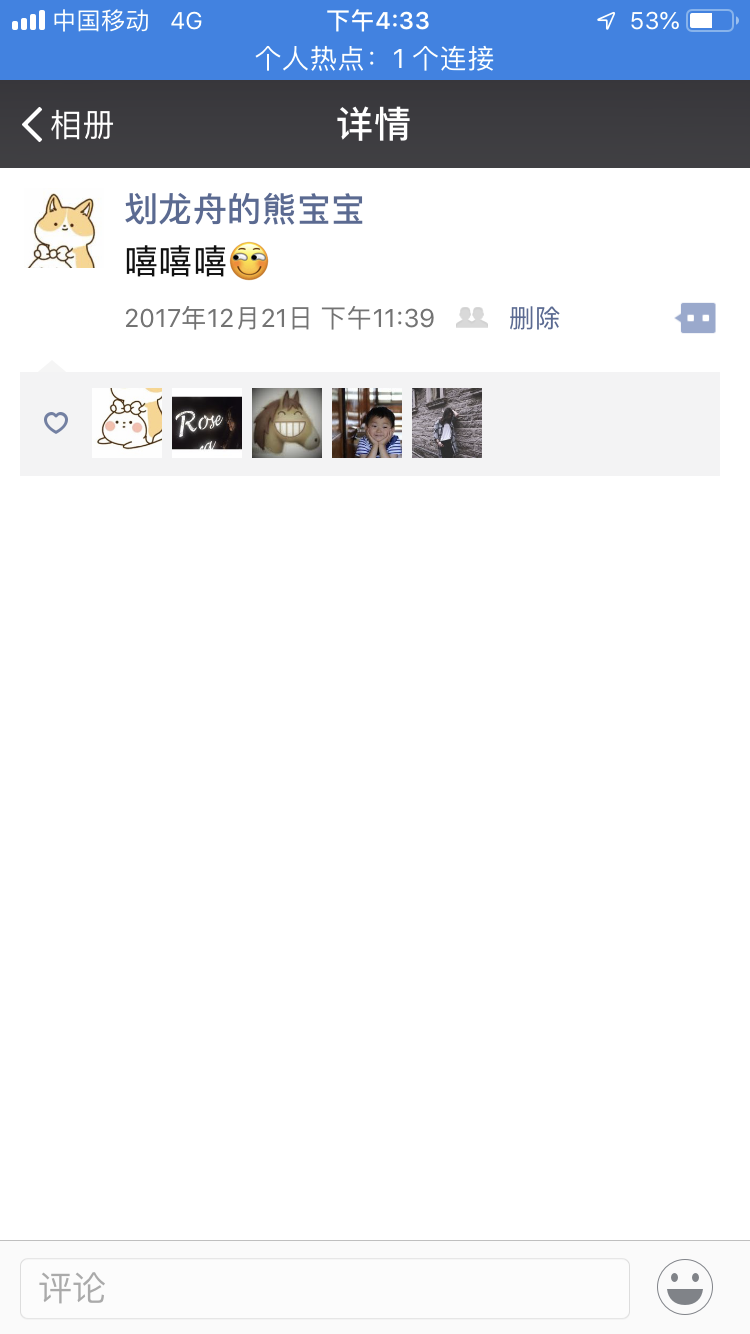 中国移动 4G 下午4:33 53%
个人热点：1 个连接
相册 详情
划龙舟的熊宝宝
嘻嘻嘻
2017年12月21日 下午11:39 删除
Rose
评论